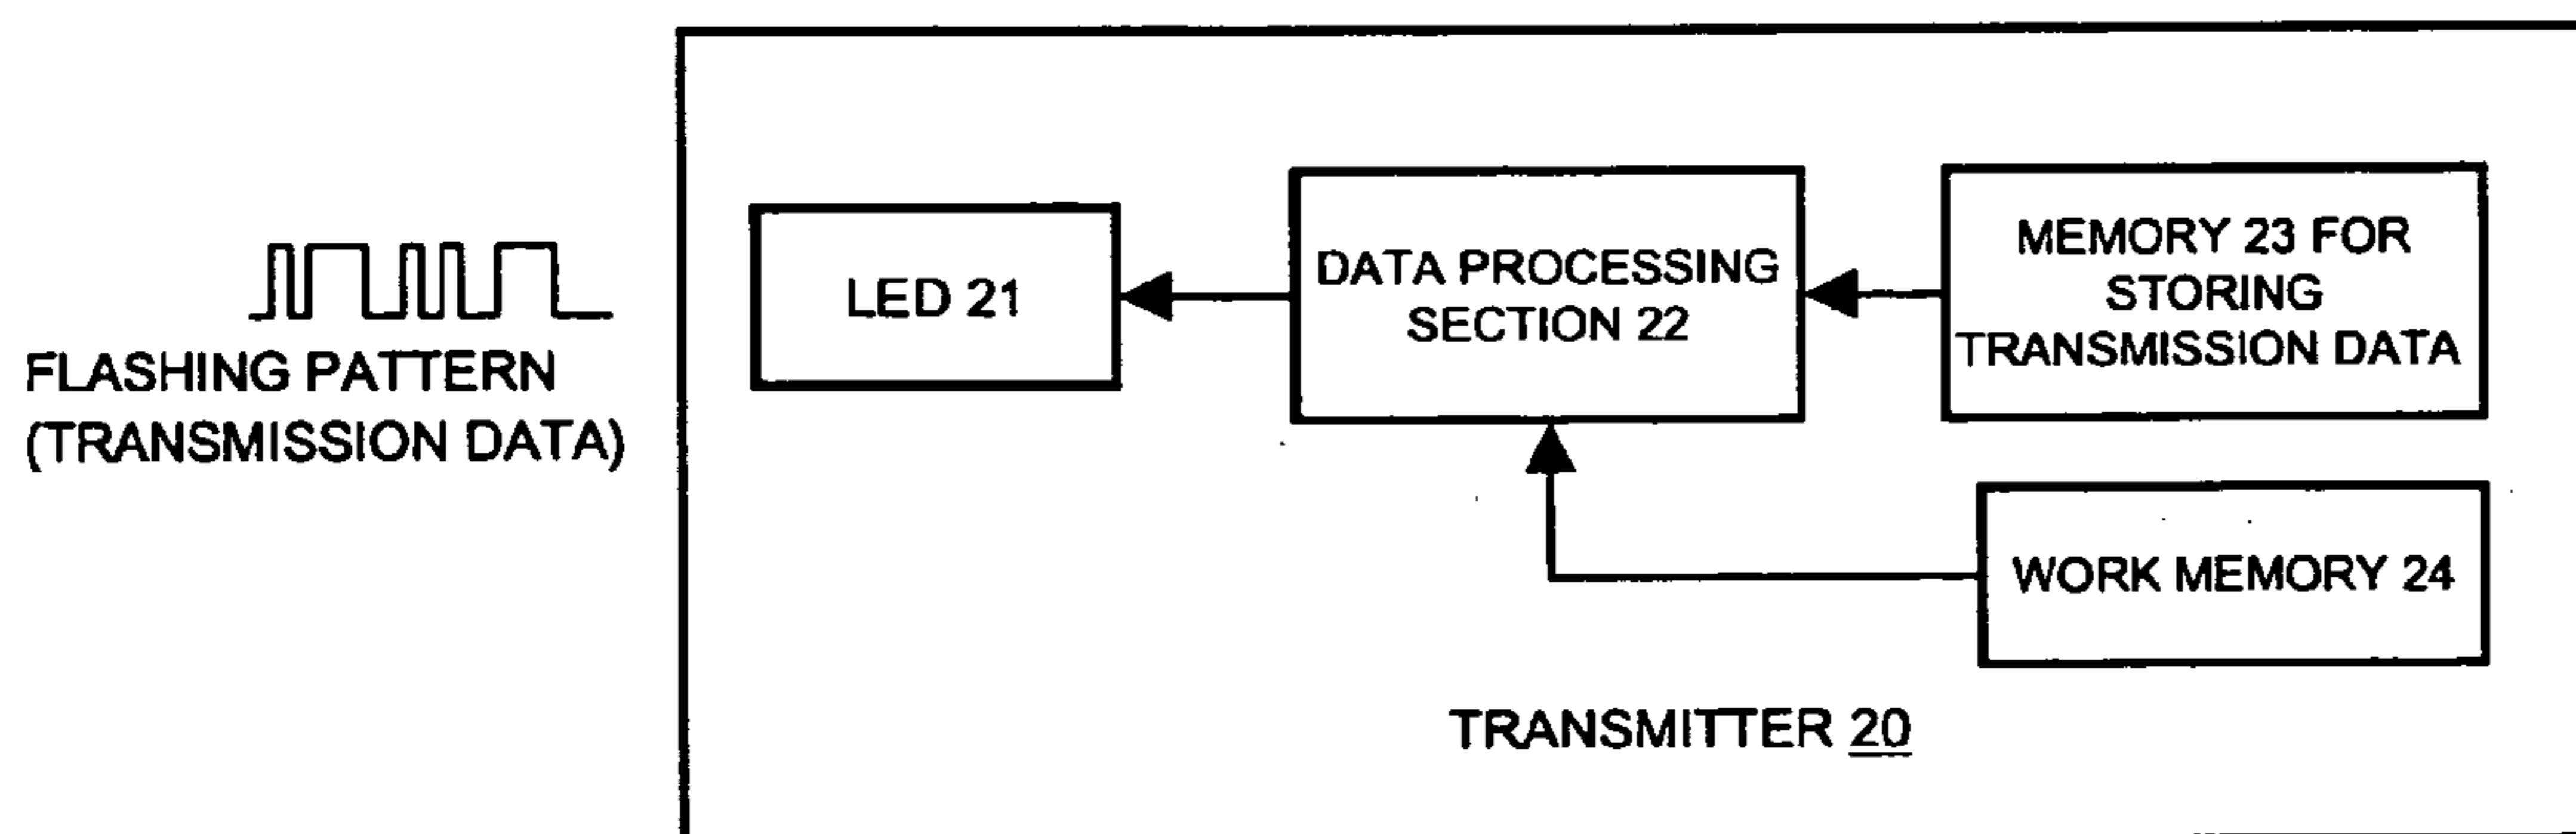 FLASHING PATTERN
(TRANSMISSION DATA)
LED 21
DATA PROCESSING
SECTION 22
MEMORY 23 FOR
STORING
TRANSMISSION DATA
WORK MEMORY 24
TRANSMITTER 20